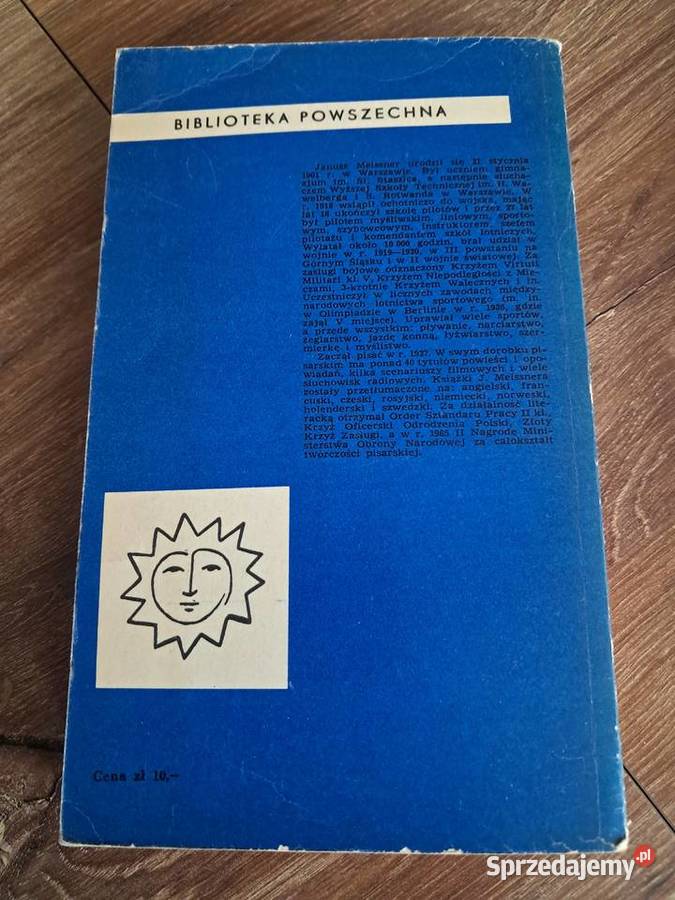 BIBLIOTEKA POWSZECHNA
Janusz Meissner urodził się 21 stycznia
1901 r. w Warszawie. Był uczniem gimna-
zjum im. St. Staszica, a następnie słucha-
czem Wyższej Szkoły Technicznej im. H. Wa-
welberga i S. Rotwanda w Warszawie. W
r. 1918 wstąpił ochotniczo do wojska, mając
lat 18 ukończył szkołę pilotów i przez 27 lat
był pilotem myśliwskim, liniowym, sporto-
wym, szybowcowym, instruktorem, szefem
pilotażu i komendantem szkół lotniczych.
Wylatał około 10 000 godzin, brał udział w
wojnie w r. 1919—1920, w III powstaniu na
Górnym Śląsku i w II wojnie światowej. Za
zasługi bojowe odznaczony Krzyżem Virtuti
Militari kl. V, Krzyżem Niepodległości z Mie-
czami, 3-krotnie Krzyżem Walecznych i in.
Uczestniczył w licznych zawodach między-
narodowych lotnictwa sportowego (m. in.
w Olimpiadzie w Berlinie w r. 1936, gdzie
zajął V miejsce). Uprawiał wiele sportów,
a przede wszystkim: pływanie, narciarstwo,
żeglarstwo, jazdę konną, łyżwiarstwo, szer-
mierkę i myślistwo.
Zaczął pisać w r. 1927. W swym dorobku pi-
sarskim ma ponad 40 tytułów powieści i opo-
wiadań, kilka scenariuszy filmowych i wiele
słuchowisk radiowych. Książki J. Meissnera
zostały przetłumaczone na: angielski, fran-
cuski, czeski, rosyjski, niemiecki, norweski,
holenderski i szwedzki. Za działalność lite-
racką otrzymał Order Sztandaru Pracy II kl.,
Krzyż Oficerski Odrodzenia Polski, Złoty
Krzyż Zasługi, a w r. 1965 II Nagrodę Mini-
sterstwa Obrony Narodowej za całokształt
twórczości pisarskiej.
Cena zł 10,—
Sprzedajemy.pl